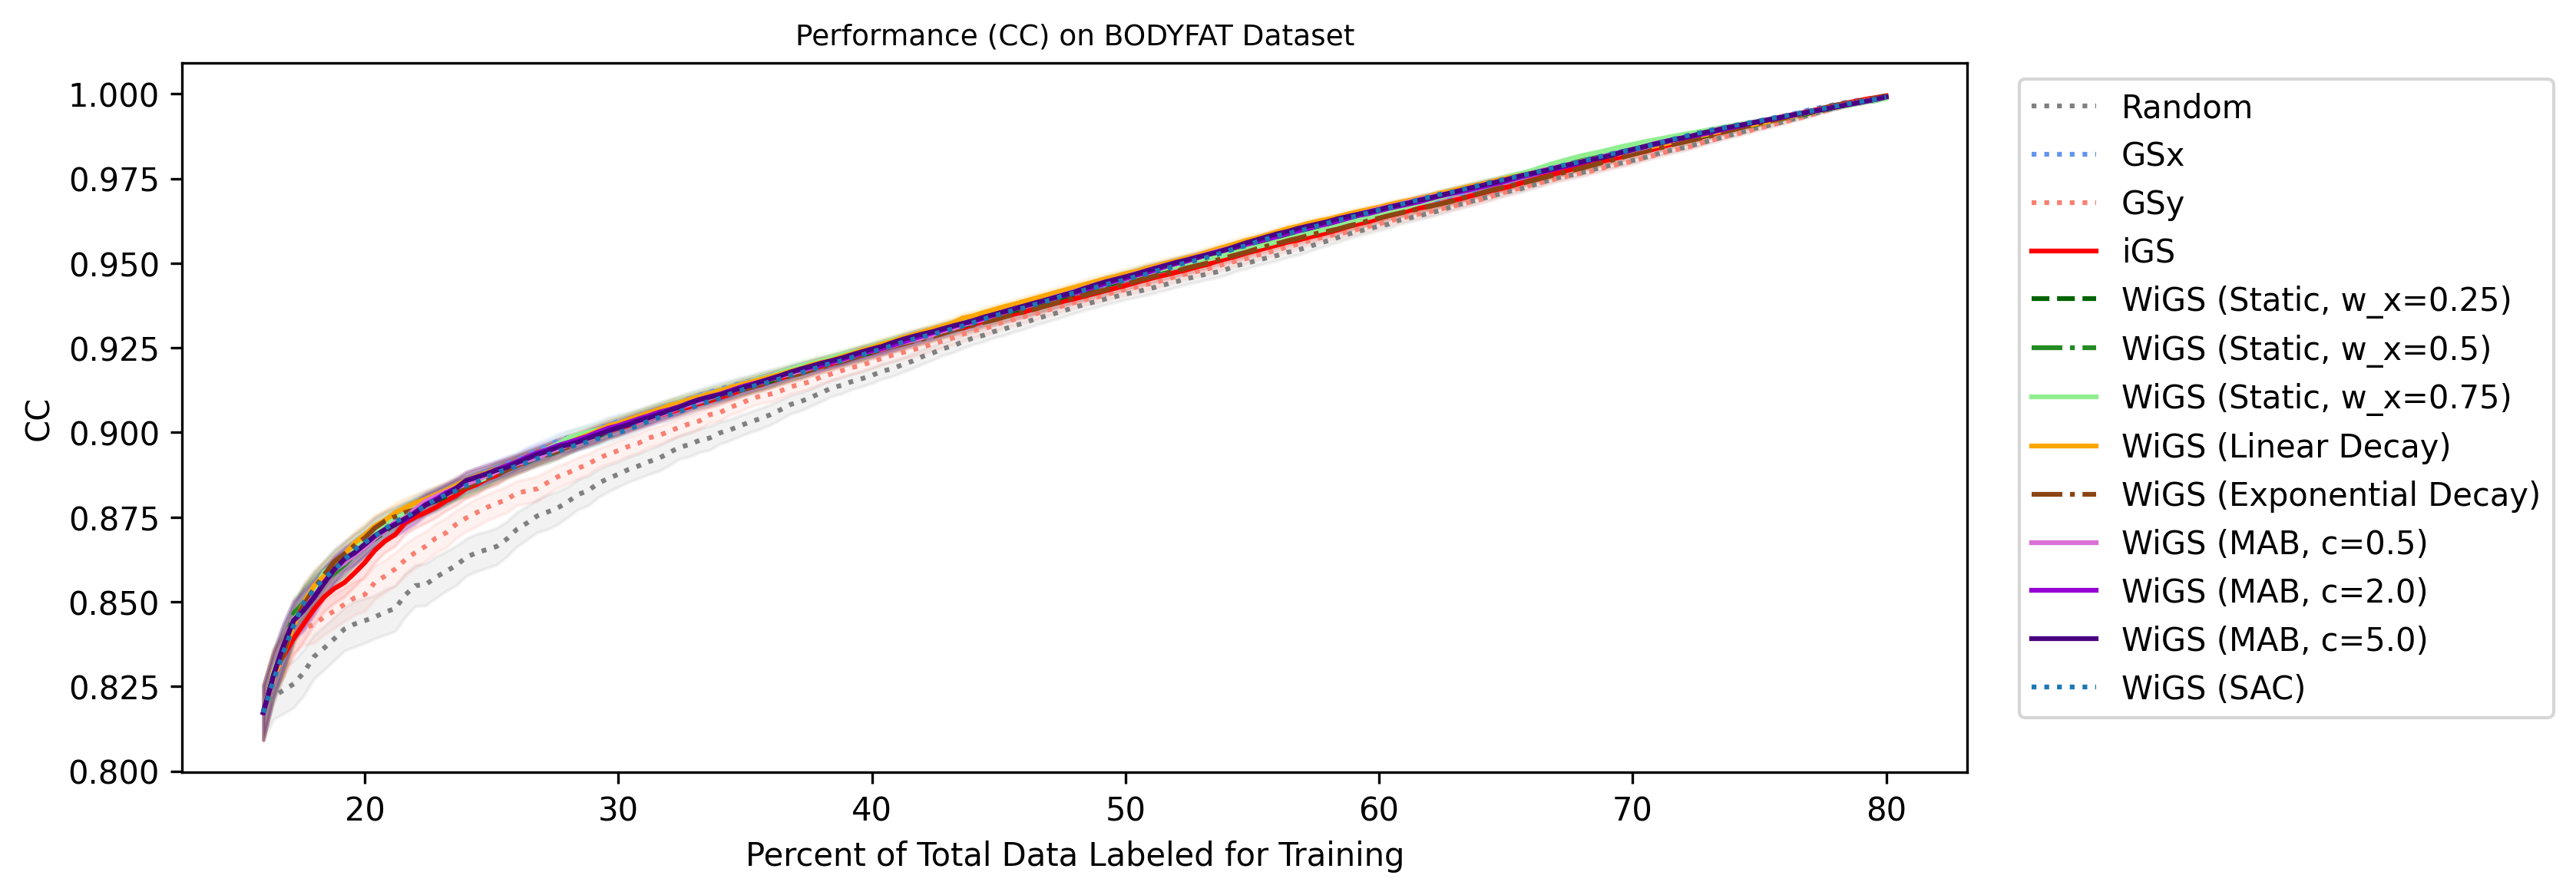 Performance (CC) on BODYFAT Dataset
CC
1.000
0.975
0.950
0.925
0.900
0.875
0.850
0.825
0.800
20 30 40 50 60 70 80
Percent of Total Data Labeled for Training
Random
GSx
GSy
iGS
WiGS (Static, w_x=0.25)
WiGS (Static, w_x=0.5)
WiGS (Static, w_x=0.75)
WiGS (Linear Decay)
WiGS (Exponential Decay)
WiGS (MAB, c=0.5)
WiGS (MAB, c=2.0)
WiGS (MAB, c=5.0)
WiGS (SAC)